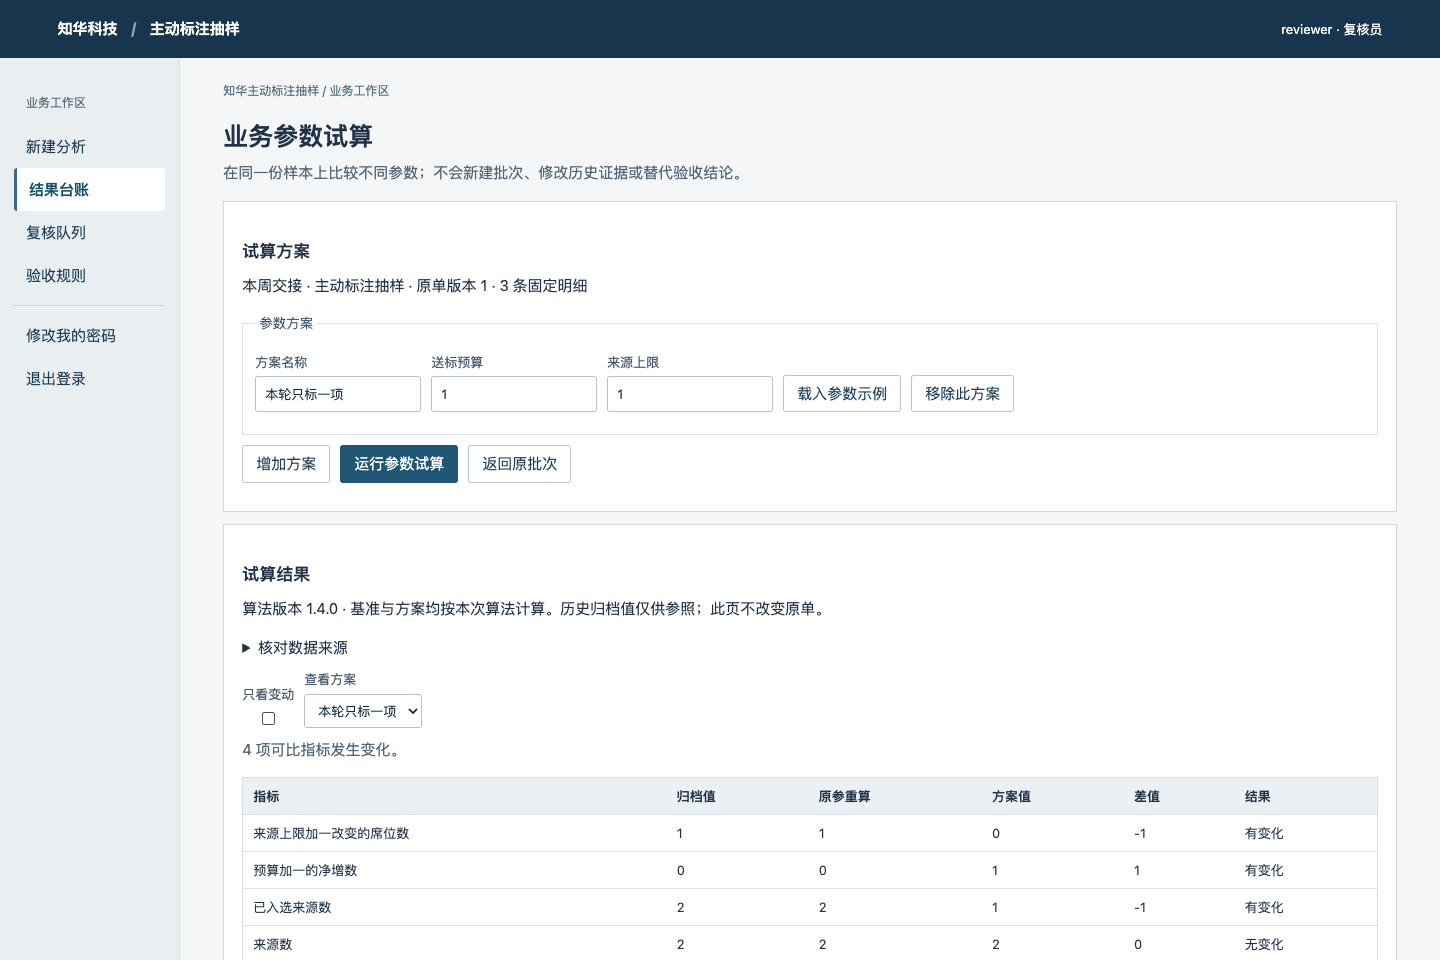 知华科技 / 主动标注抽样
reviewer · 复核员
业务工作区
新建分析
结果台账
复核队列
验收规则
修改我的密码
退出登录
知华主动标注抽样 / 业务工作区
业务参数试算
在同一份样本上比较不同参数；不会新建批次、修改历史证据或替代验收结论。
试算方案
本周交接 · 主动标注抽样 · 原单版本 1 · 3 条固定明细
参数方案
方案名称 送标预算 来源上限
本轮只标一项 1 1 载入参数示例 移除此方案
增加方案 运行参数试算 返回原批次
试算结果
算法版本 1.4.0 · 基准与方案均按本次算法计算。历史归档值仅供参照；此页不改变原单。
核对数据来源
只看变动 查看方案
本轮只标一项
4 项可比指标发生变化。
指标 归档值 原参重算 方案值 差值 结果
来源上限加一改变的席位数 1 1 0 -1 有变化
预算加一的净增数 0 0 1 1 有变化
已入选来源数 2 2 1 -1 有变化
来源数 2 2 2 0 无变化